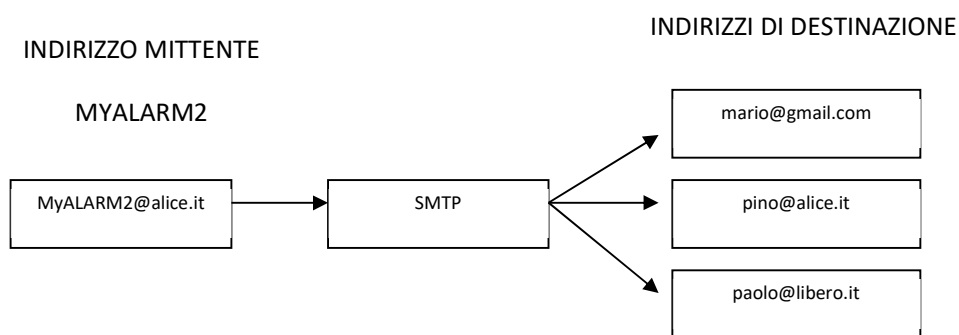 INDIRIZZI DI DESTINAZIONE
INDIRIZZO MITTENTE
MYALARM2
mario@gmail.com
MyALARM2@alice.it
SMTP
pino@alice.it
paolo@libero.it